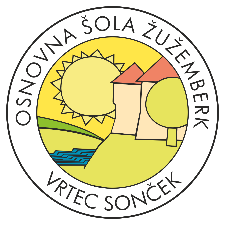 OSNOVNA ŠOLA ŽUŽEMBERK
VRTEC SONČEK